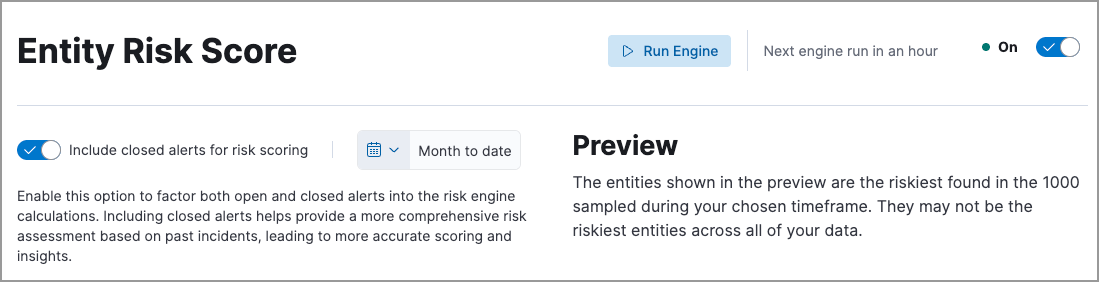 Entity Risk Score
Run Engine
Next engine run in an hour
On
Include closed alerts for risk scoring
Month to date
Enable this option to factor both open and closed alerts into the risk engine
calculations. Including closed alerts helps provide a more comprehensive risk
assessment based on past incidents, leading to more accurate scoring and
insights.
Preview
The entities shown in the preview are the riskiest found in the 1000
sampled during your chosen timeframe. They may not be the
riskiest entities across all of your data.